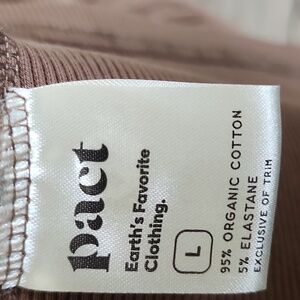 pact
Earth's Favorite
Clothing.
L
95% ORGANIC COTTON
5% ELASTANE
EXCLUSIVE OF TRIM